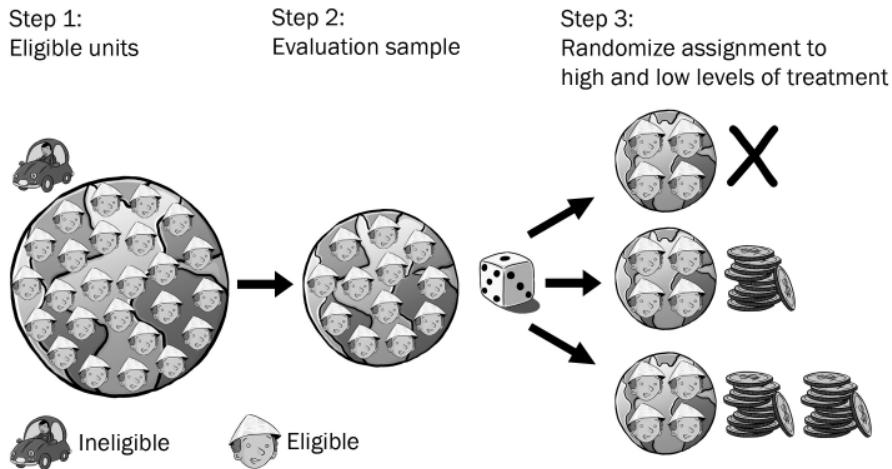 Step 1:
Eligible units
Step 2:
Evaluation sample
Step 3:
Randomize assignment to
high and low levels of treatment
Ineligible
Eligible